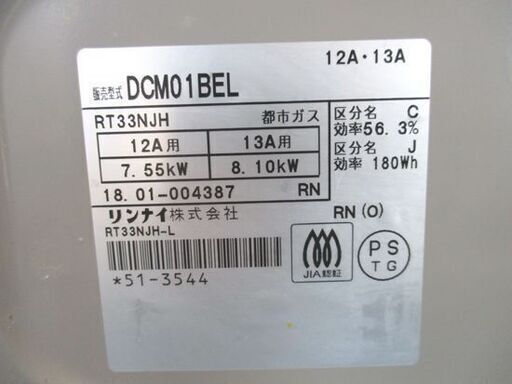 12A・13A
販売型式 DCM01BEL
RT33NJH 都市ガス
12A用 13A用
7.55kW 8.10kW
18.01-004387 RN
リンナイ株式会社
RT33NJH-L
*51-3544
区分名 C
効率56.3%
区分名 J
効率 180Wh
RN(O)
JIA認証
PS
TG